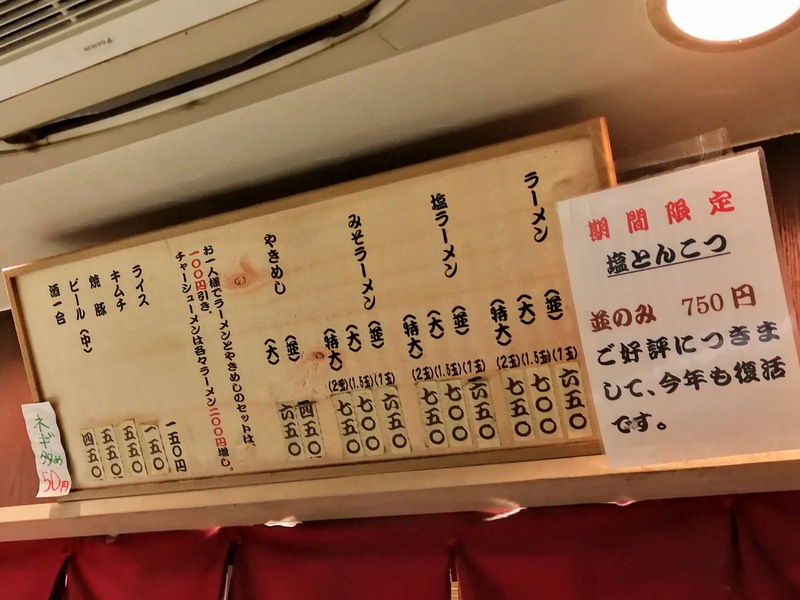 ラーメン
(並) (1玉) 六五〇
(大) (1.5玉) 七〇〇
(特大) (2玉) 七五〇
塩ラーメン
(並) (1玉) 六五〇
(大) (1.5玉) 七〇〇
(特大) (2玉) 七五〇
みそラーメン
(並) (1玉) 六五〇
(大) (1.5玉) 七〇〇
(特大) (2玉) 七五〇
やきめし
(並) 四五〇
(大) 六五〇
お一人様でラーメンとやきめしのセットは、
一〇〇円引き。
チャーシューメンは各々ラーメン二〇〇円増し。
ライス 一五〇円
キムチ 一五〇
焼豚 五五〇
ビール(中) 五五〇
酒一合 四五〇
ネギ多め
50円
期間限定
塩とんこつ
並のみ 750円
ご好評につきま
して、今年も復活
です。
DAIKIN